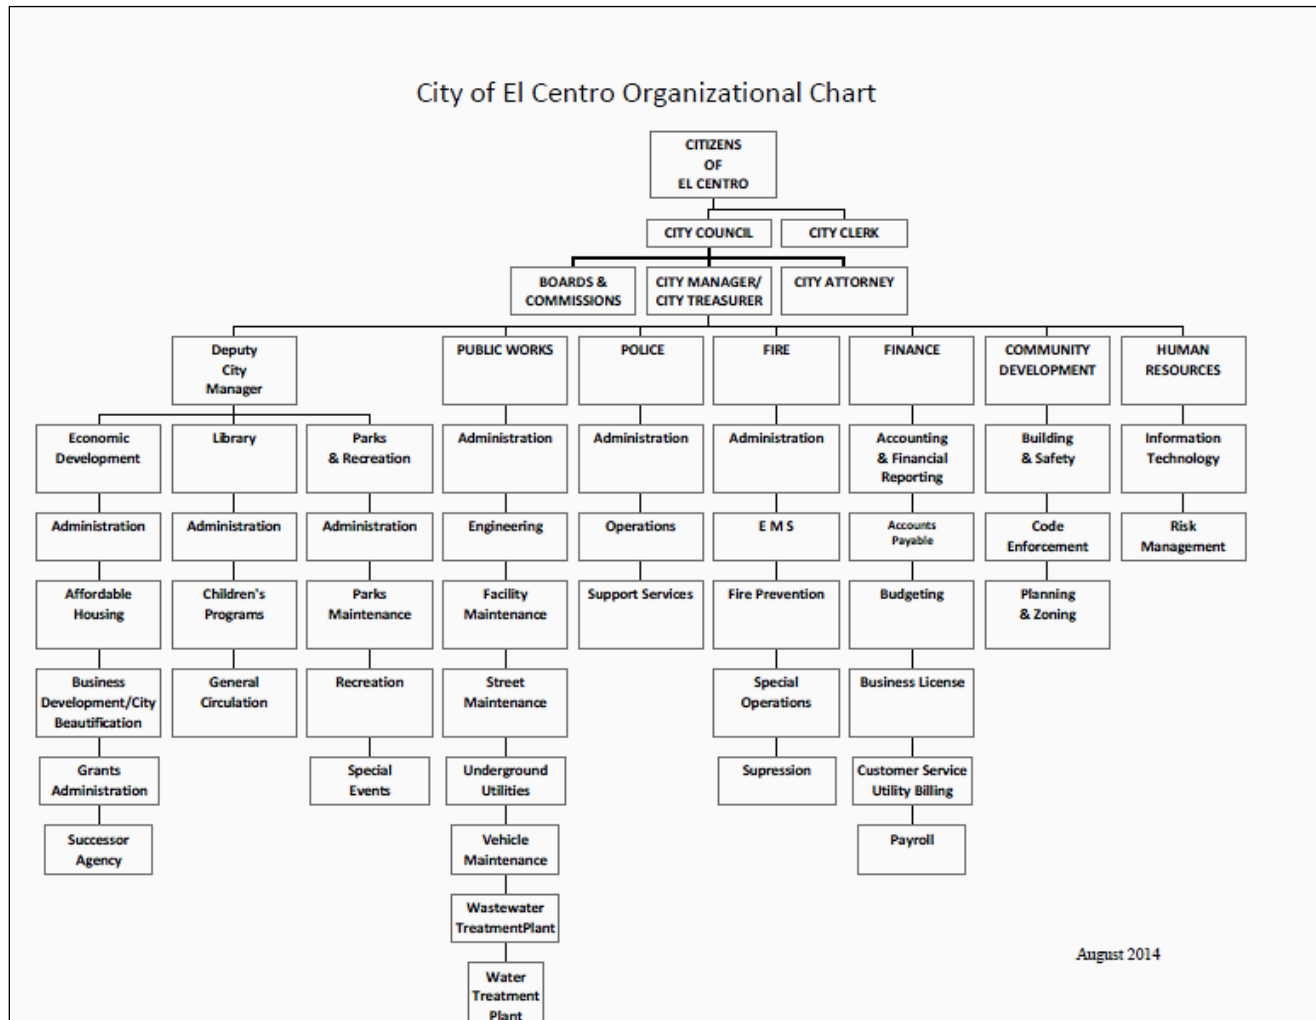 City of El Centro Organizational Chart
CITIZENS
OF
EL CENTRO
CITY COUNCIL
CITY CLERK
BOARDS &
COMMISSIONS
CITY MANAGER/
CITY TREASURER
CITY ATTORNEY
Deputy
City
Manager
PUBLIC WORKS
POLICE
FIRE
FINANCE
COMMUNITY
DEVELOPMENT
HUMAN
RESOURCES
Economic
Development
Library
Parks
& Recreation
Administration
Administration
Administration
Accounting
& Financial
Reporting
Building
& Safety
Information
Technology
Administration
Administration
Administration
Engineering
Operations
E M S
Accounts
Payable
Code
Enforcement
Risk
Management
Affordable
Housing
Children's
Programs
Parks
Maintenance
Facility
Maintenance
Support Services
Fire Prevention
Budgeting
Planning
& Zoning
Business
Development/City
Beautification
General
Circulation
Recreation
Street
Maintenance
Special
Operations
Business License
Grants
Administration
Special
Events
Underground
Utilities
Supression
Customer Service
Utility Billing
Successor
Agency
Vehicle
Maintenance
Payroll
Wastewater
TreatmentPlant
Water
Treatment
Plant
August 2014